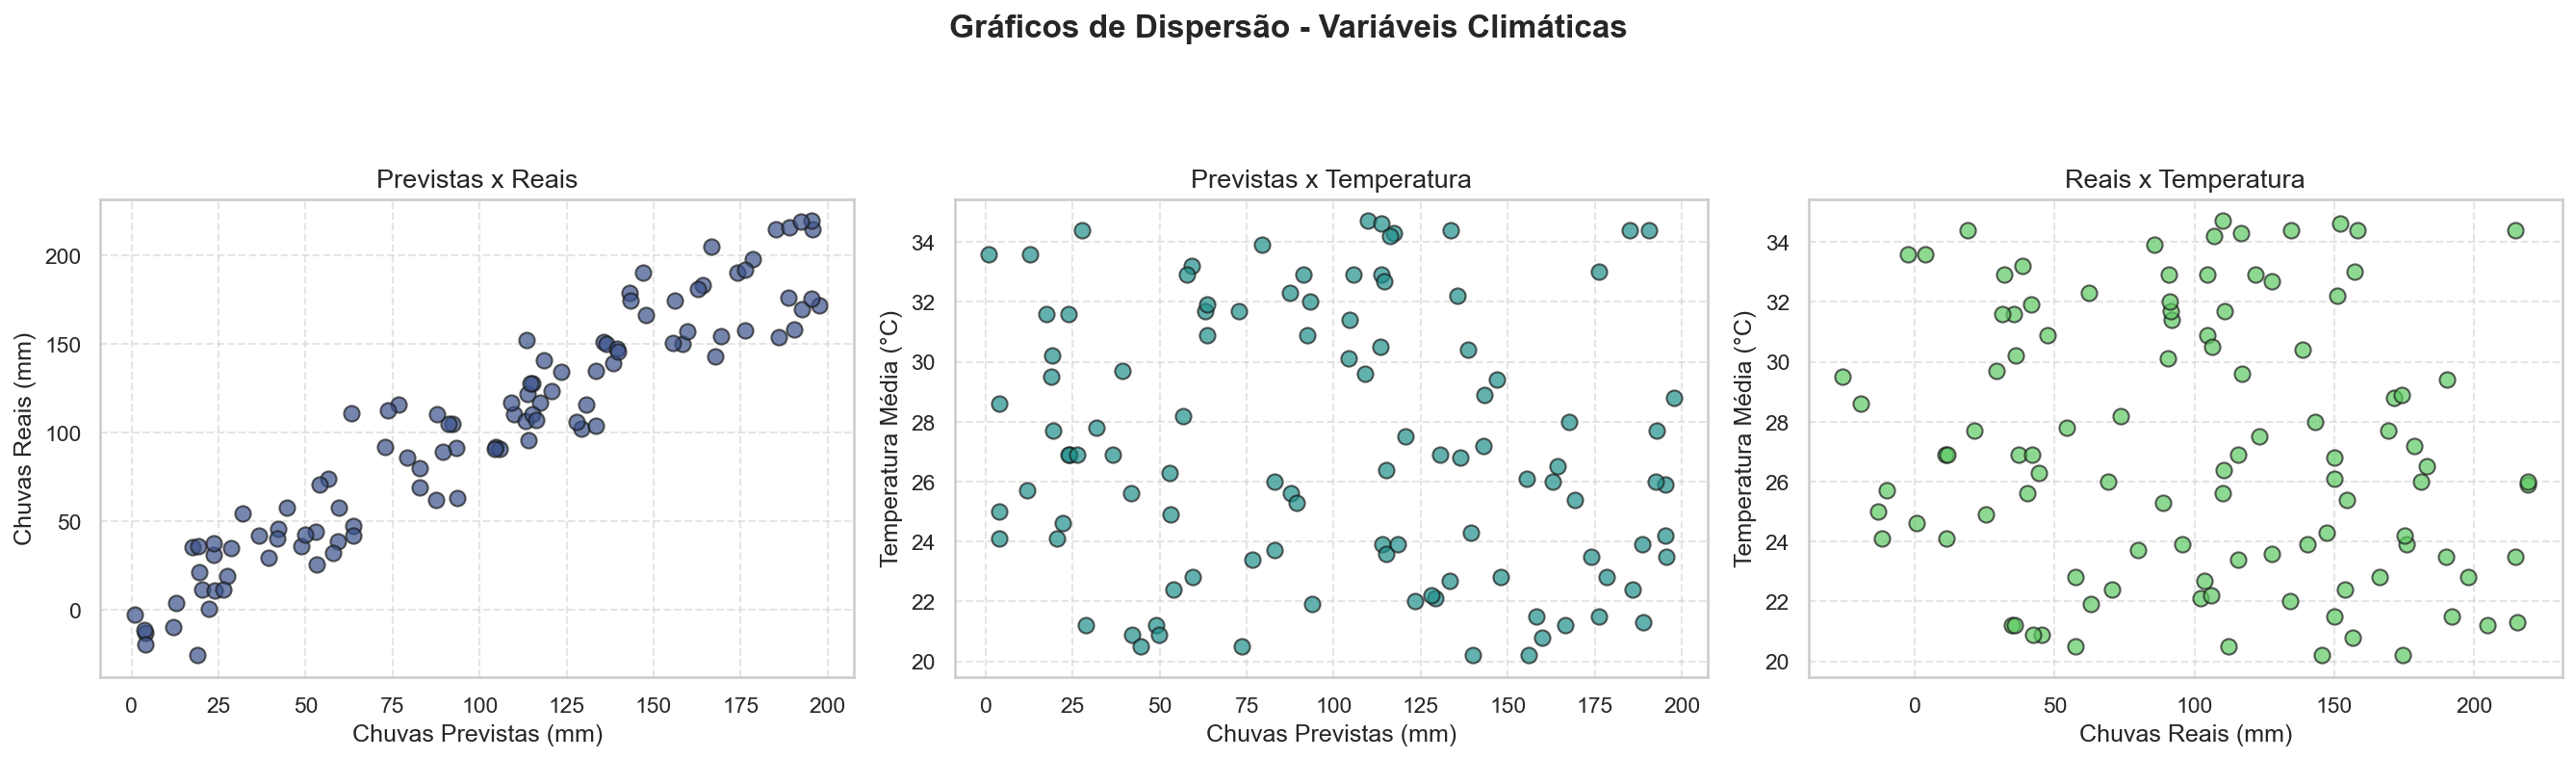 Gráficos de Dispersão - Variáveis Climáticas
Previstas x Reais
Chuvas Reais (mm)
200
150
100
50
0
0 25 50 75 100 125 150 175 200
Chuvas Previstas (mm)
Previstas x Temperatura
Temperatura Média (°C)
34
32
30
28
26
24
22
20
0 25 50 75 100 125 150 175 200
Chuvas Previstas (mm)
Reais x Temperatura
Temperatura Média (°C)
34
32
30
28
26
24
22
20
0 50 100 150 200
Chuvas Reais (mm)